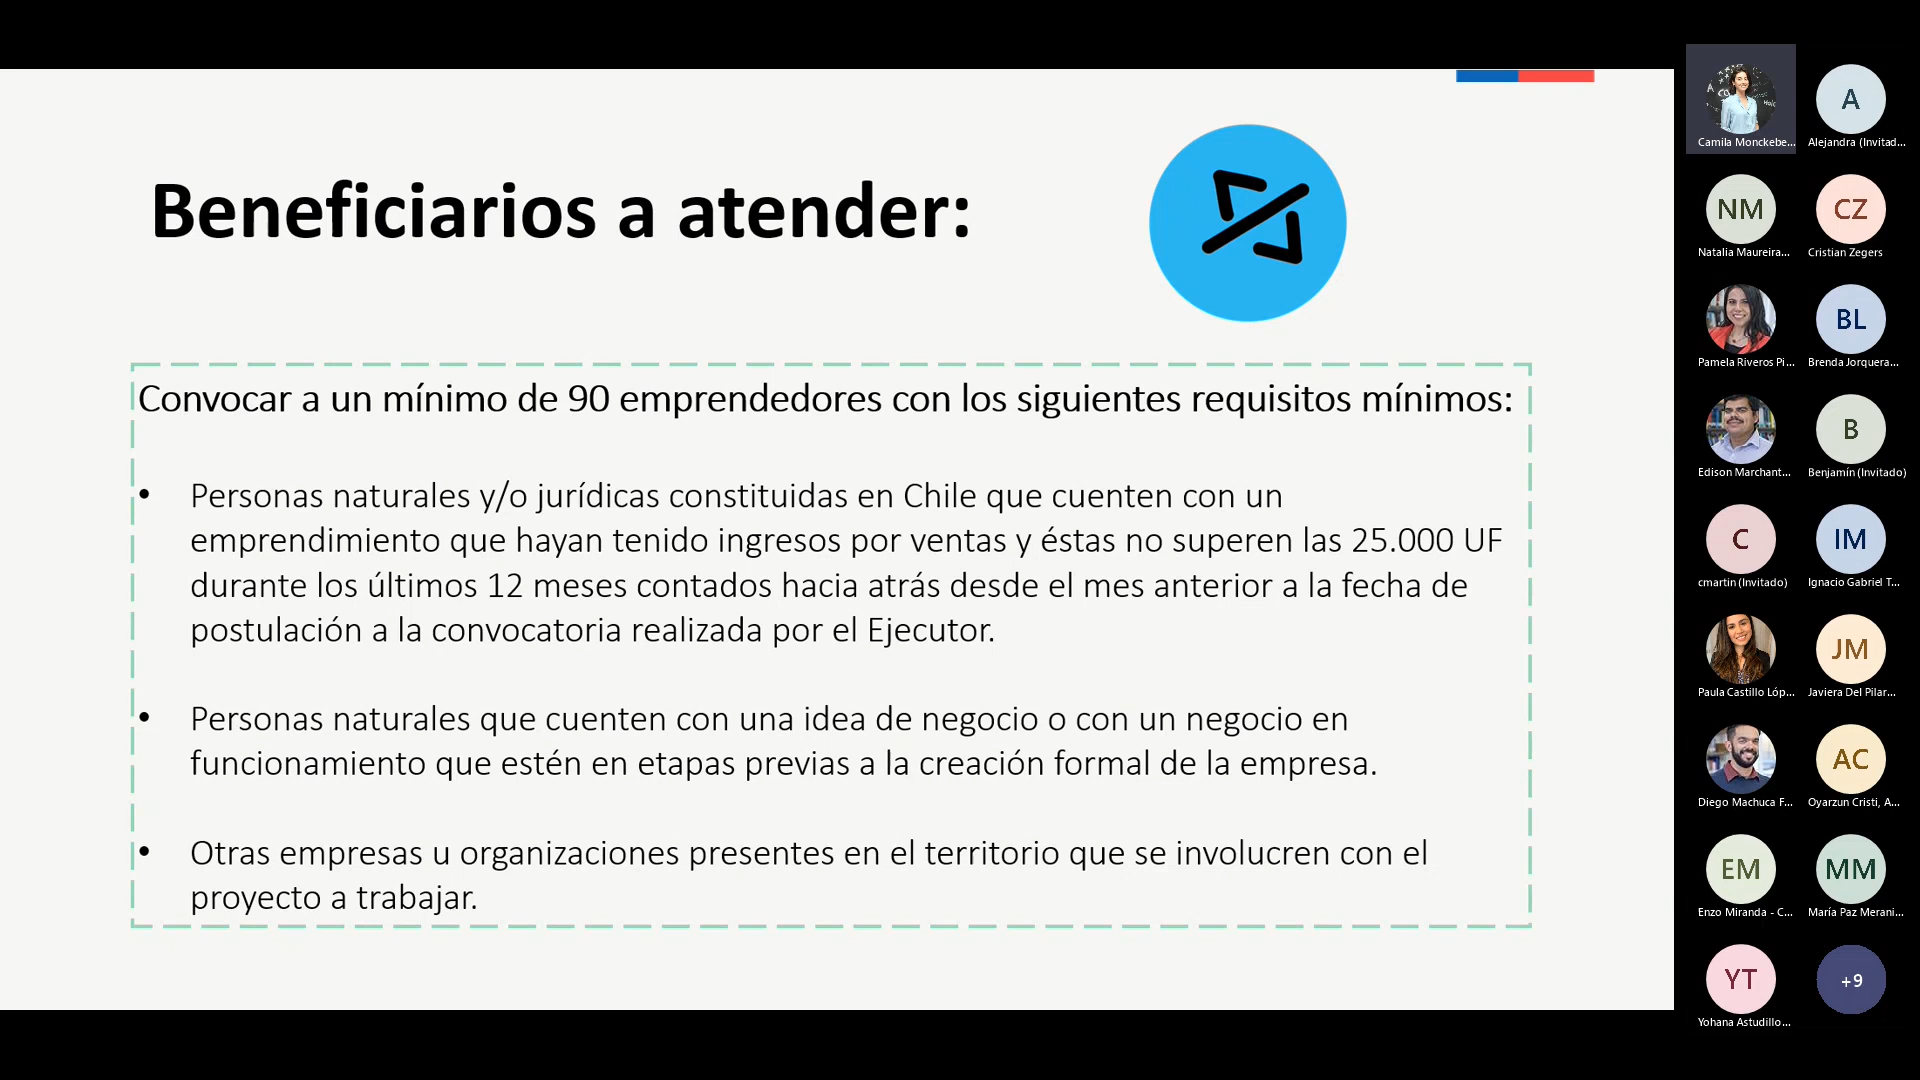 Beneficiarios a atender:
Convocar a un mínimo de 90 emprendedores con los siguientes requisitos mínimos:
• Personas naturales y/o jurídicas constituidas en Chile que cuenten con un
emprendimiento que hayan tenido ingresos por ventas y éstas no superen las 25.000 UF
durante los últimos 12 meses contados hacia atrás desde el mes anterior a la fecha de
postulación a la convocatoria realizada por el Ejecutor.
• Personas naturales que cuenten con una idea de negocio o con un negocio en
funcionamiento que estén en etapas previas a la creación formal de la empresa.
• Otras empresas u organizaciones presentes en el territorio que se involucren con el
proyecto a trabajar.
Camila Monckebe...
A
Alejandra (Invitad...
NM
Natalia Maureira...
CZ
Cristian Zegers
Pamela Riveros Pi...
BL
Brenda Jorquera...
Edison Marchant...
B
Benjamín (Invitado)
C
cmartin (Invitado)
IM
Ignacio Gabriel T...
Paula Castillo Lóp...
JM
Javiera Del Pilar...
Diego Machuca F...
AC
Oyarzun Cristi, A...
EM
Enzo Miranda - C...
MM
María Paz Merani...
YT
Yohana Astudillo...
+9